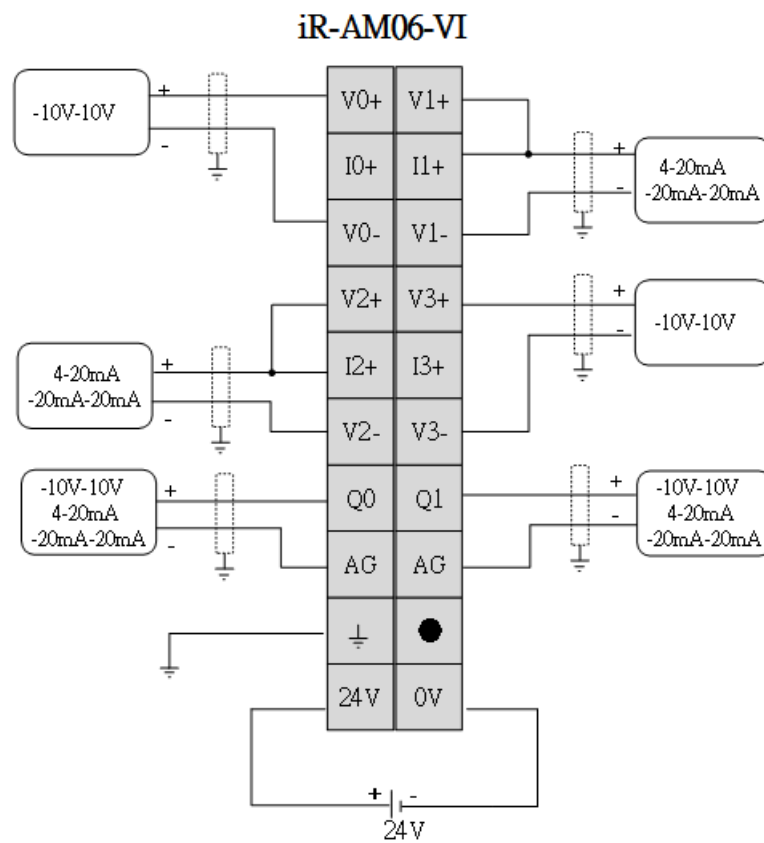 iR-AM06-VI
-10V-10V
+
-
V0+ V1+
I0+ I1+
V0- V1-
V2+ V3+
I2+ I3+
V2- V3-
Q0 Q1
AG AG
24V 0V
+
-
4-20mA
-20mA-20mA
+
-
-10V-10V
+
-
4-20mA
-20mA-20mA
+
-
-10V-10V
4-20mA
-20mA-20mA
+
-
-10V-10V
4-20mA
-20mA-20mA
+ -
24V